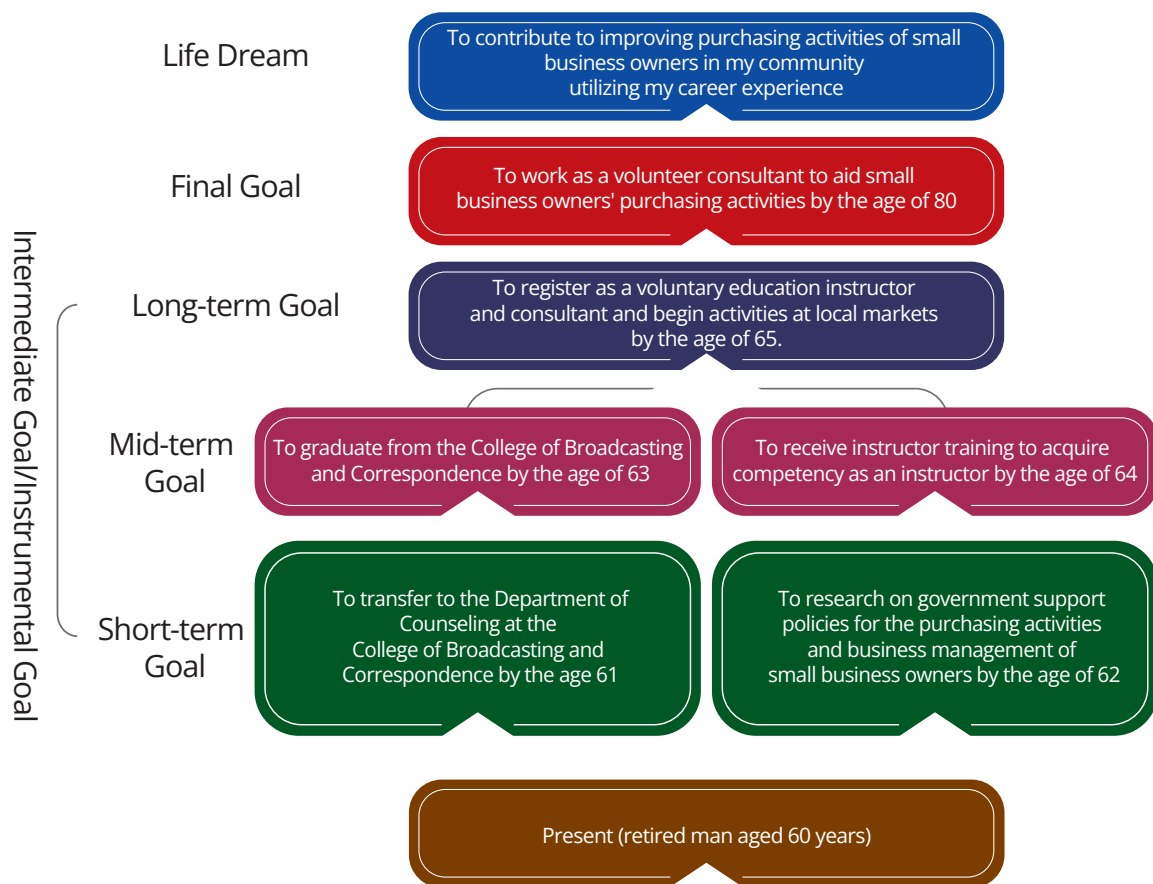 Life Dream
To contribute to improving purchasing activities of small
business owners in my community
utilizing my career experience
Final Goal
To work as a volunteer consultant to aid small
business owners' purchasing activities by the age of 80
Intermediate Goal/Instrumental Goal
Long-term Goal
To register as a voluntary education instructor
and consultant and begin activities at local markets
by the age of 65.
Mid-term
Goal
To graduate from the College of Broadcasting
and Correspondence by the age of 63
To receive instructor training to acquire
competency as an instructor by the age of 64
Short-term
Goal
To transfer to the Department of
Counseling at the
College of Broadcasting and
Correspondence by the age 61
To research on government support
policies for the purchasing activities
and business management of
small business owners by the age of 62
Present (retired man aged 60 years)